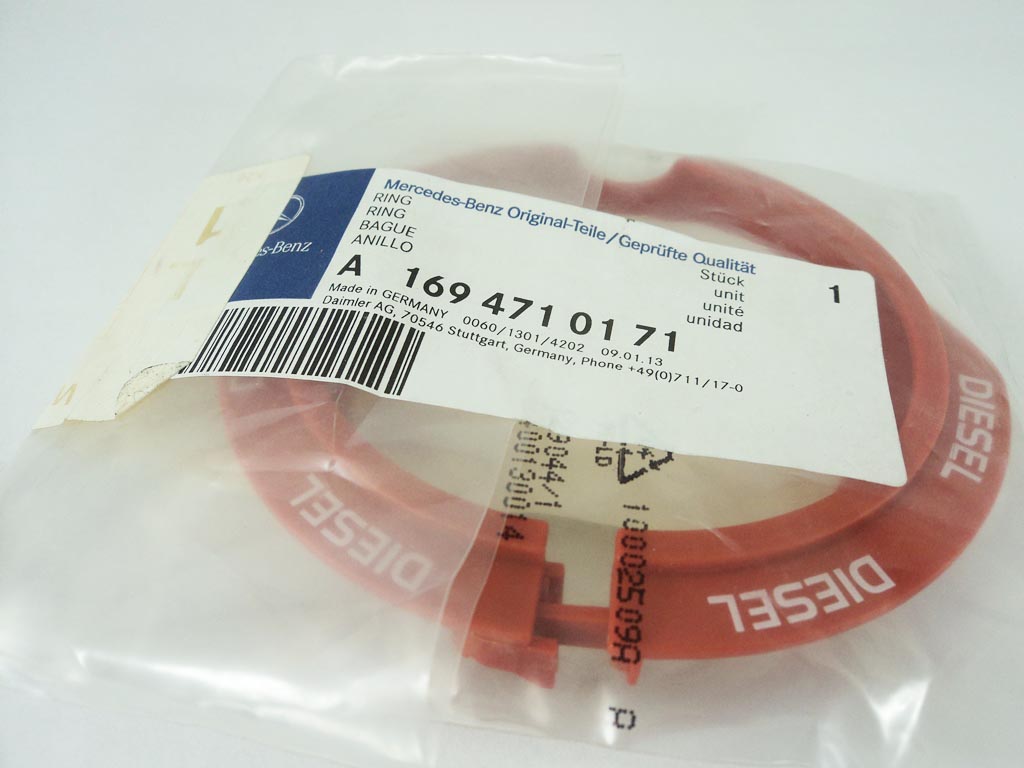 Mercedes-Benz Original-Teile/Geprüfte Qualität
RING
RING
BAGUE
ANILLO
Stück
unit
unité
unidad
1
A 169 471 01 71
Made in GERMANY 0060/1301/4202 09.01.13
Daimler AG, 70546 Stuttgart, Germany, Phone +49(0)711/17-0
DIESEL
DIESEL
DIESEL
100025098A